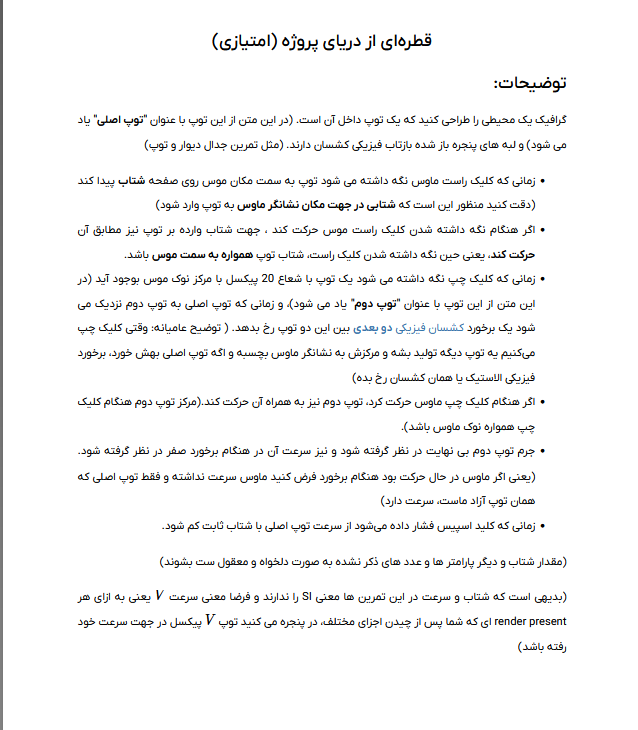 قطره‌ای از دریای پروژه (امتیازی)
توضیحات:
گرافیک یک محیطی را طراحی کنید که یک توپ داخل آن است. (در این متن از این توپ با عنوان "توپ اصلی" یاد
می شود) و لبه های پنجره باز شده بازتاب فیزیکی کشسان دارند. (مثل تمرین جدال دیوار و توپ)
• زمانی که کلیک راست ماوس نگه داشته می شود توپ به سمت مکان موس روی صفحه شتاب پیدا کند
(دقت کنید منظور این است که شتابی در جهت مکان نشانگر ماوس به توپ وارد شود)
• اگر هنگام نگه داشته شدن کلیک راست موس حرکت کند ، جهت شتاب وارده بر توپ نیز مطابق آن
حرکت کند، یعنی حین نگه داشته شدن کلیک راست، شتاب توپ همواره به سمت موس باشد.
• زمانی که کلیک چپ نگه داشته می شود یک توپ با شعاع 20 پیکسل با مرکز نوک موس بوجود آید (در
این متن از این توپ با عنوان "توپ دوم" یاد می شود)، و زمانی که توپ اصلی به توپ دوم نزدیک می
شود یک برخورد کشسان فیزیکی دو بعدی بین این دو توپ رخ بدهد. ( توضیح عامیانه: وقتی کلیک چپ
می‌کنیم یه توپ دیگه تولید بشه و مرکزش به نشانگر ماوس بچسبه و اگه توپ اصلی بهش خورد، برخورد
فیزیکی الاستیک یا همان کشسان رخ بده)
• اگر هنگام کلیک چپ ماوس حرکت کرد، توپ دوم نیز به همراه آن حرکت کند.(مرکز توپ دوم هنگام کلیک
چپ همواره نوک ماوس باشد).
• جرم توپ دوم بی نهایت در نظر گرفته شود و نیز سرعت آن در هنگام برخورد صفر در نظر گرفته شود.
(یعنی اگر ماوس در حال حرکت بود هنگام برخورد فرض کنید ماوس سرعت نداشته و فقط توپ اصلی که
همان توپ آزاد ماست، سرعت دارد)
• زمانی که کلید اسپیس فشار داده می‌شود از سرعت توپ اصلی با شتاب ثابت کم شود.
(مقدار شتاب و دیگر پارامتر ها و عدد های ذکر نشده به صورت دلخواه و معقول ست بشوند)
(بدیهی است که شتاب و سرعت در این تمرین ها معنی SI را ندارند و فرضا معنی سرعت V یعنی به ازای هر
render present ای که شما پس از چیدن اجزای مختلف، در پنجره می کنید توپ V پیکسل در جهت سرعت خود
رفته باشد)